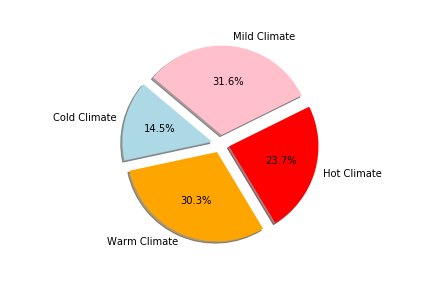 Mild Climate
31.6%
Cold Climate
14.5%
23.7%
Hot Climate
30.3%
Warm Climate